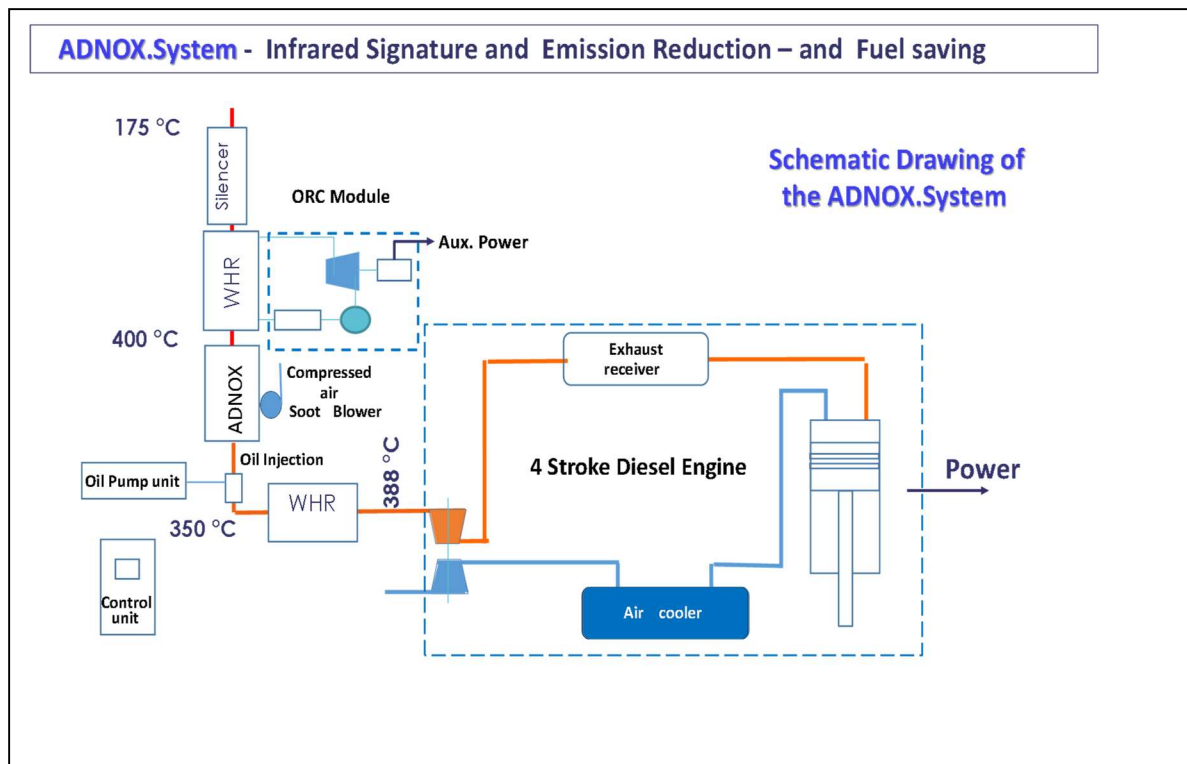 ADNOX.System - Infrared Signature and Emission Reduction – and Fuel saving
175 °C
Silencer
Schematic Drawing of
the ADNOX.System
ORC Module
Aux. Power
WHR
400 °C
Exhaust
receiver
ADNOX
Compressed
air
Soot Blower
Oil Injection
388 °C
4 Stroke Diesel Engine
Power
Oil Pump unit
WHR
350 °C
Control
unit
Air cooler